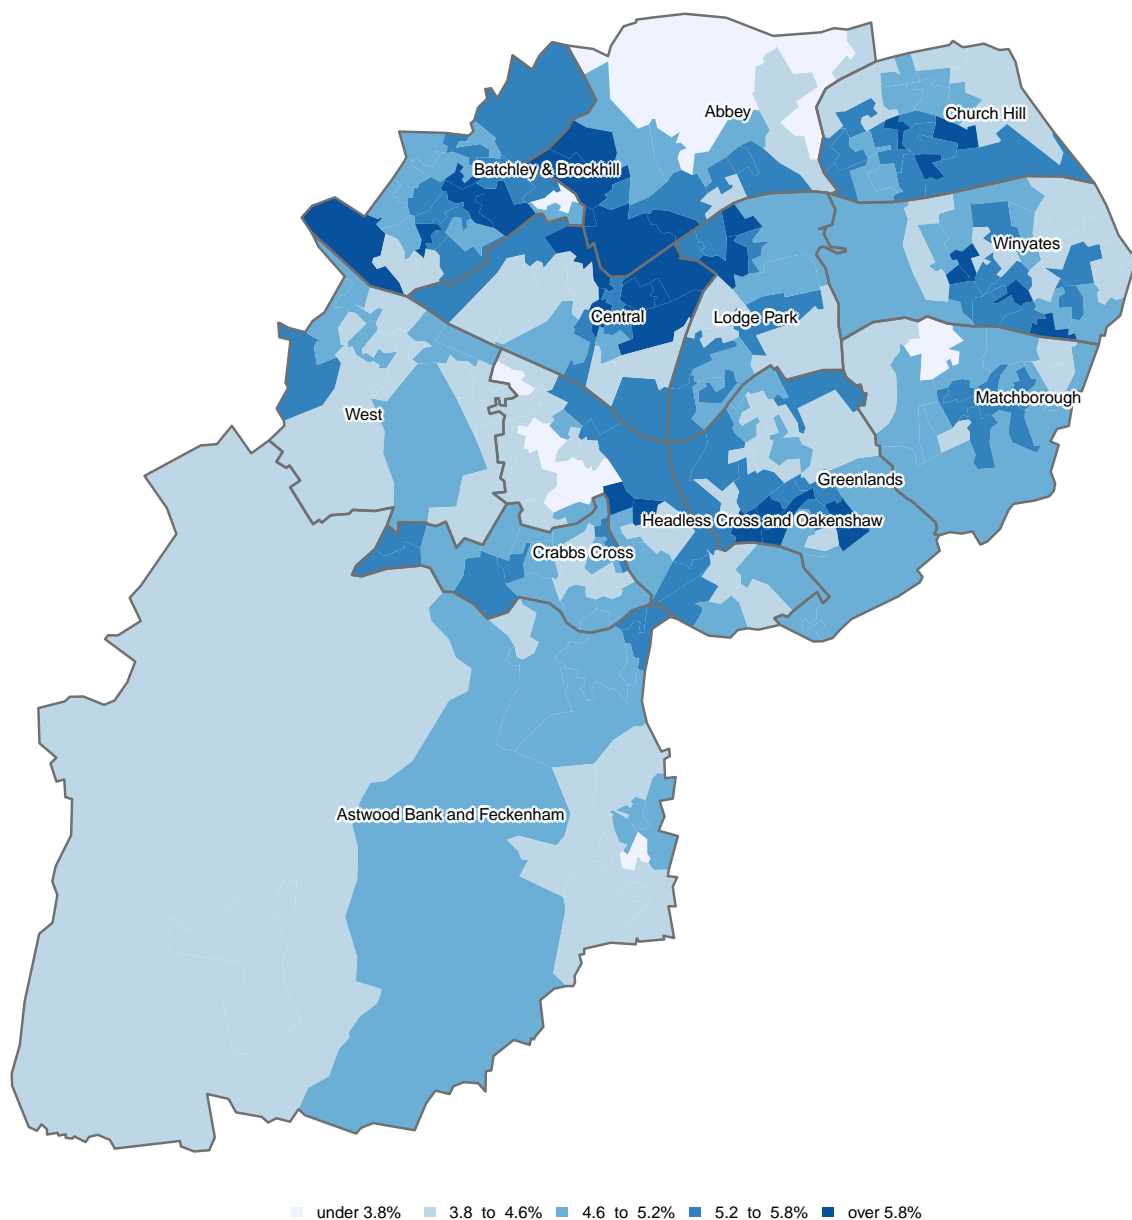 Abbey
Church Hill
Batchley & Brockhill
Winyates
Central
Lodge Park
Matchborough
West
Greenlands
Headless Cross and Oakenshaw
Crabbs Cross
Astwood Bank and Feckenham
under 3.8% 3.8 to 4.6% 4.6 to 5.2% 5.2 to 5.8% over 5.8%